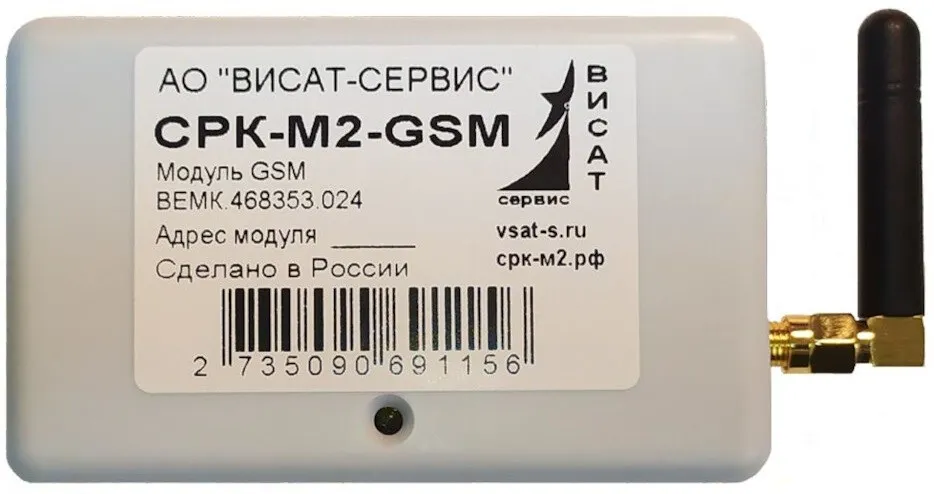 АО "ВИСАТ-СЕРВИС"
СРК-М2-GSM
Модуль GSM
ВЕМК.468353.024
Адрес модуля ______
Сделано в России
ВИСАТ
сервис
vsat-s.ru
срк-м2.рф
2 735090 691156